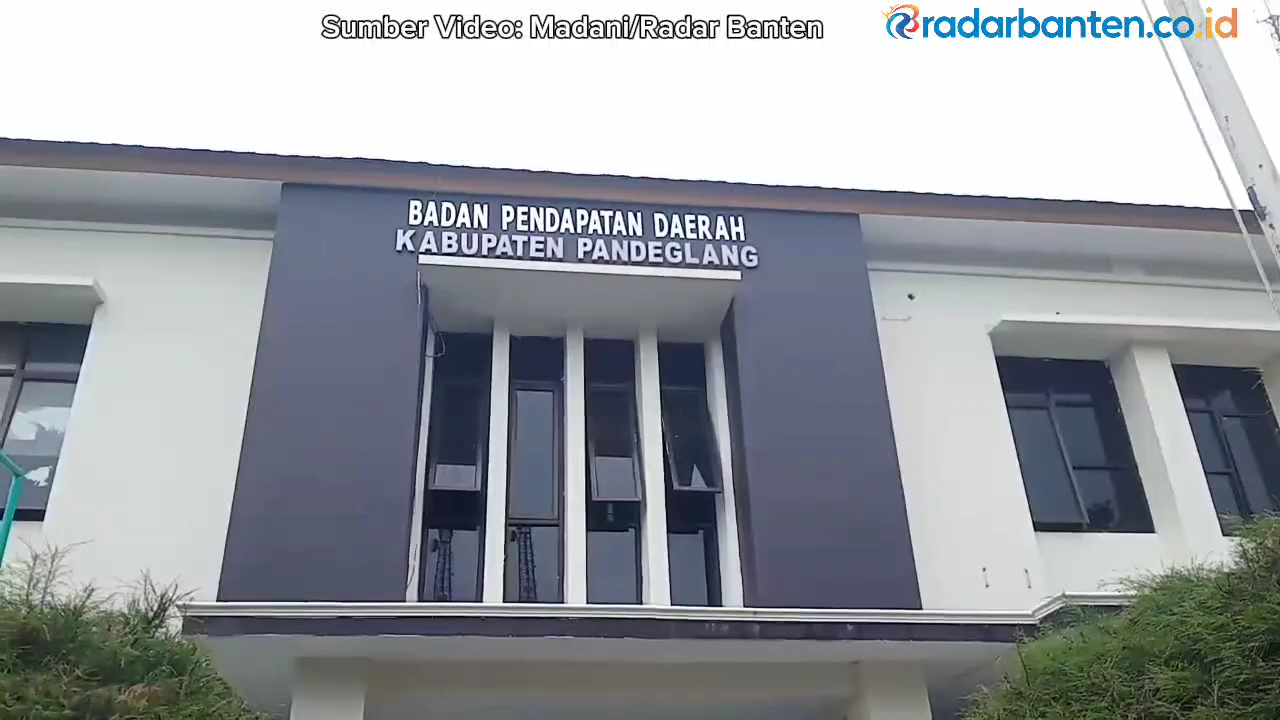 Sumber Video: Madani/Radar Banten
radarbanten.co.id
BADAN PENDAPATAN DAERAH
KABUPATEN PANDEGLANG